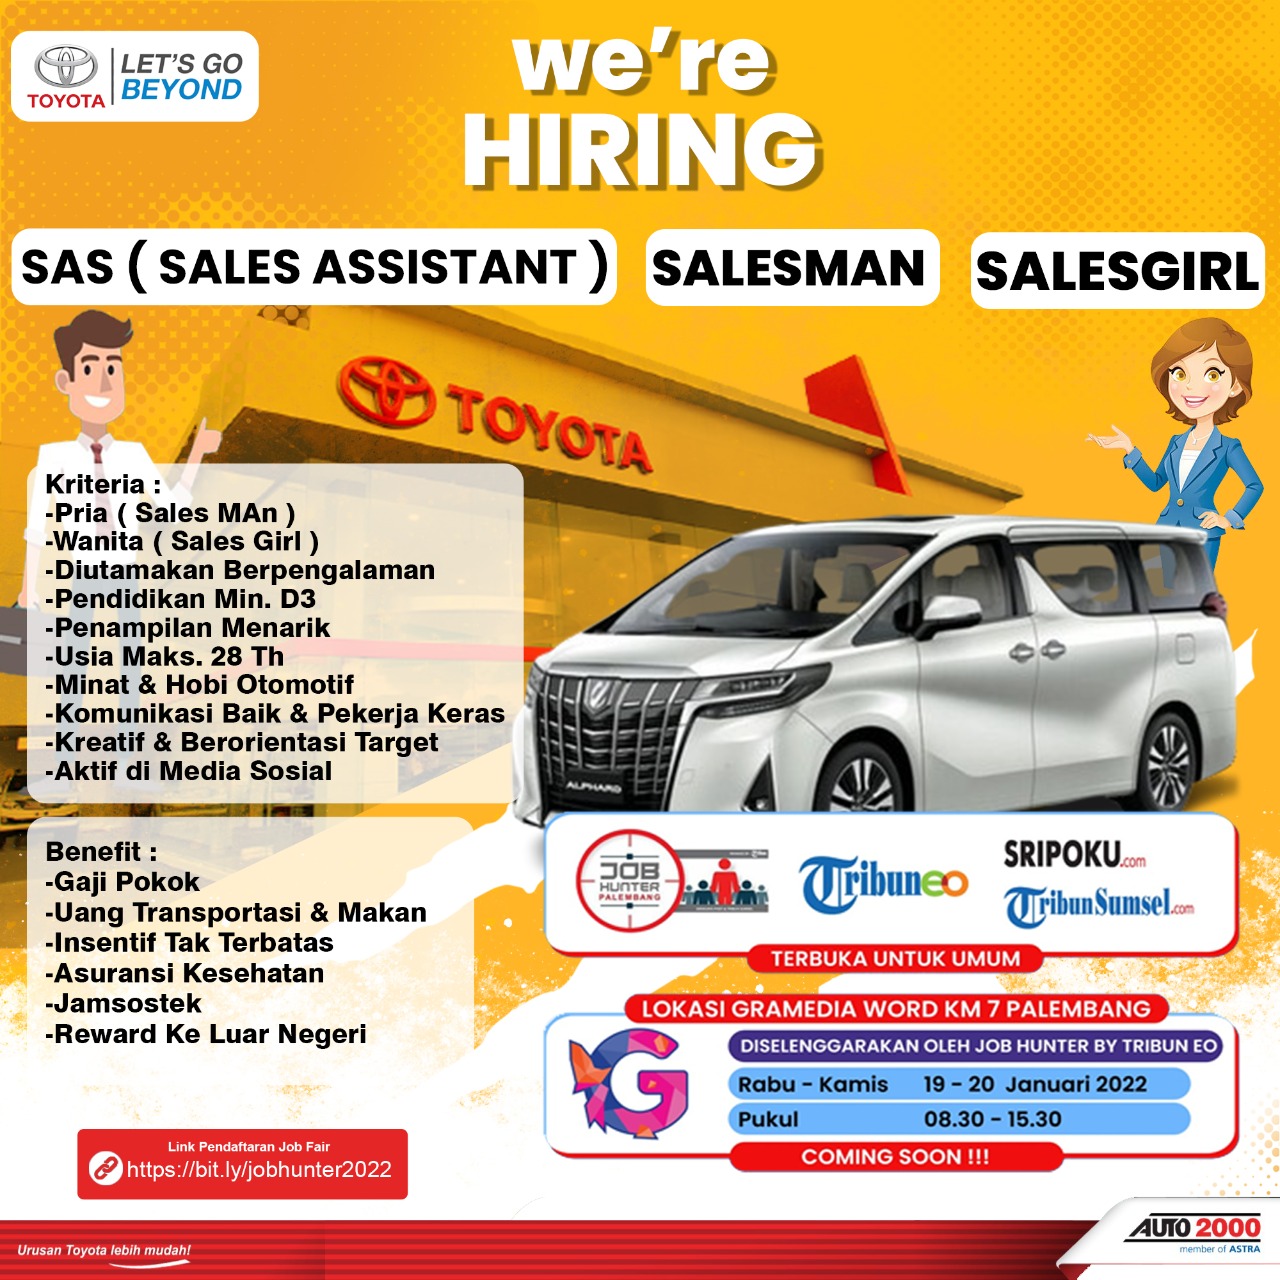 TOYOTA
LET'S GO
BEYOND
we're
HIRING
SAS ( SALES ASSISTANT )
SALESMAN
SALESGIRL
TOYOTA
Kriteria :
-Pria ( Sales MAn )
-Wanita ( Sales Girl )
-Diutamakan Berpengalaman
-Pendidikan Min. D3
-Penampilan Menarik
-Usia Maks. 28 Th
-Minat & Hobi Otomotif
-Komunikasi Baik & Pekerja Keras
-Kreatif & Berorientasi Target
-Aktif di Media Sosial
ALPHARD
Benefit :
-Gaji Pokok
-Uang Transportasi & Makan
-Insentif Tak Terbatas
-Asuransi Kesehatan
-Jamsostek
-Reward Ke Luar Negeri
JOB
HUNTER
PALEMBANG
Tribuneo
SRIPOKU.com
TribunSumsel.com
TERBUKA UNTUK UMUM
LOKASI GRAMEDIA WORD KM 7 PALEMBANG
G
DISELENGGARAKAN OLEH JOB HUNTER BY TRIBUN EO
Rabu - Kamis 19 - 20 Januari 2022
Pukul 08.30 - 15.30
COMING SOON !!!
Link Pendaftaran Job Fair
https://bit.ly/jobhunter2022
Urusan Toyota lebih mudah!
AUTO 2000
member of ASTRA